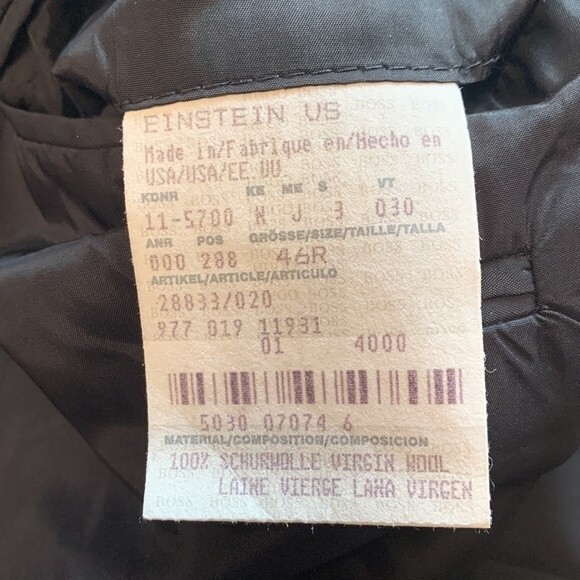 EINSTEIN US
Made in/Fabrique en/Hecho en
USA/USA/EE UU
KDNR KE ME S VT
11-5700 N J 3 030
ANR POS GRÖSSE/SIZE/TAILLE/TALLA
000 288 46R
ARTIKEL/ARTICLE/ARTICULO
28833/020
977 019 11931
01 4000
5030 07074 6
MATERIAL/COMPOSITION/COMPOSICION
100% SCHURWOLLE VIRGIN WOOL
LAINE VIERGE LANA VIRGEN
BOSS